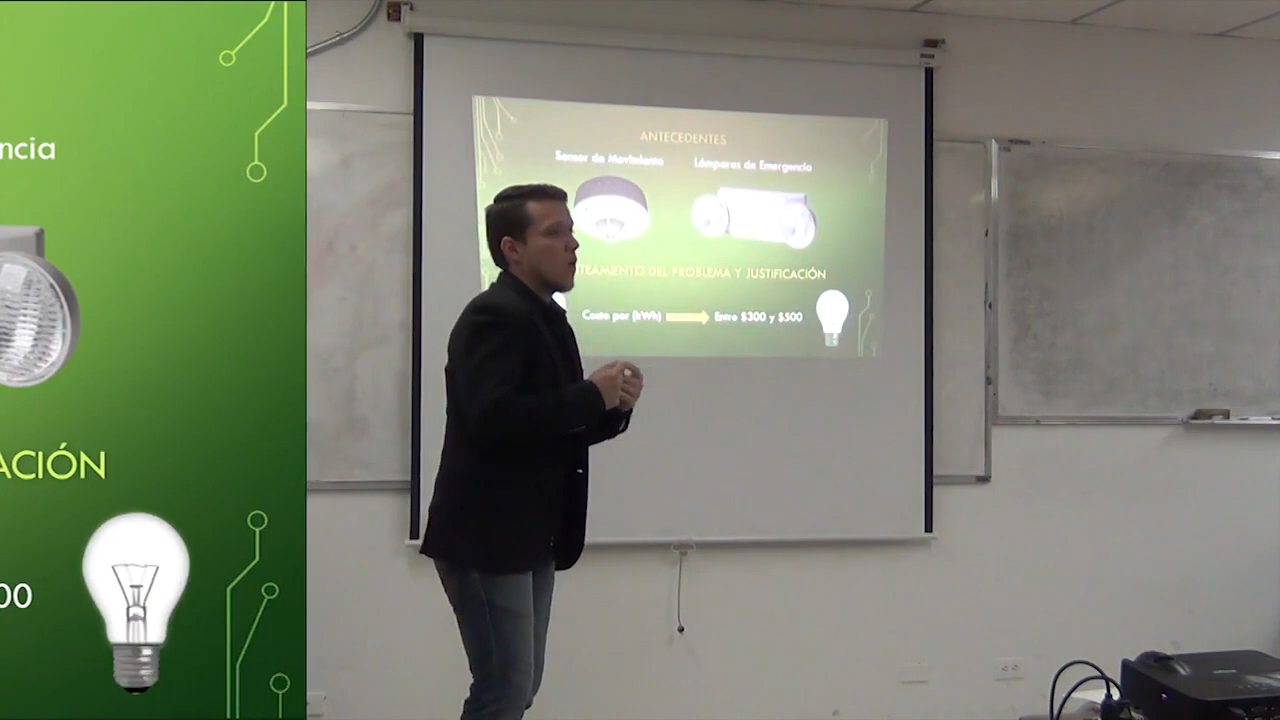 ncia
ACIÓN
00
ANTECEDENTES
Sensor de Movimiento
Lámparas de Emergencia
TEAMIENTO DEL PROBLEMA Y JUSTIFICACIÓN
Costo por (kWh) Entre $300 y $500